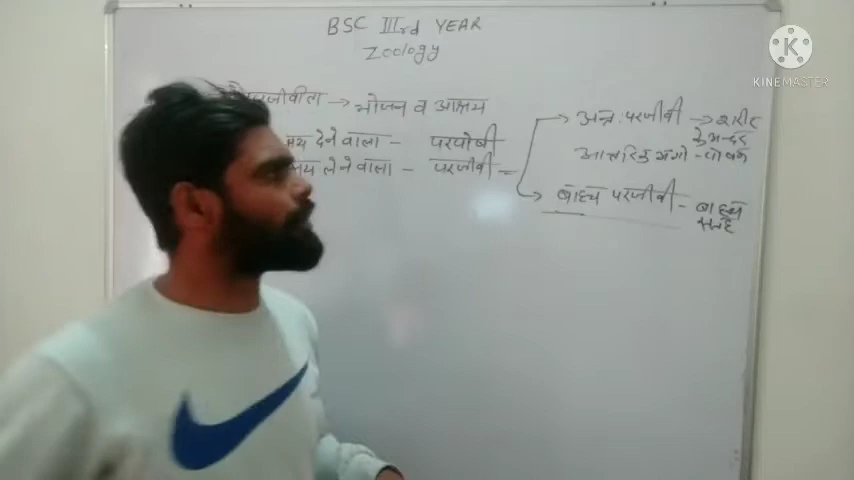 BSC IIIrd YEAR
Zoology
परजीविता → भोजन व आश्रय
देने वाला - परपोषी
लेने वाला - परजीवी =
→ अन्तः परजीवी → शरीर
के अन्दर
आन्तरिक अंगो - पोषण
→ बाह्य परजीवी - बाह्य
सतह
KINEMASTER